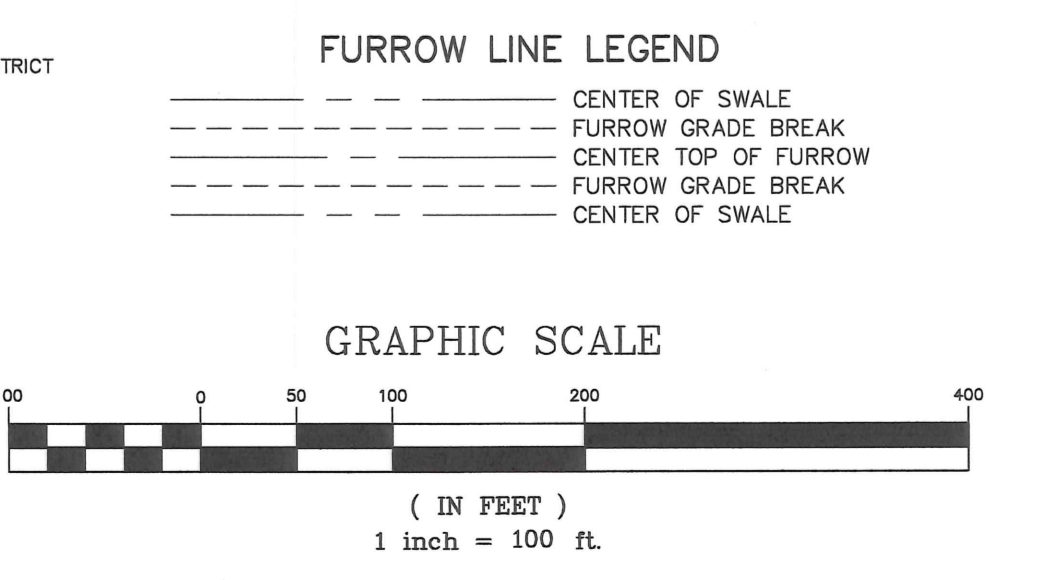 TRICT
FURROW LINE LEGEND
CENTER OF SWALE
FURROW GRADE BREAK
CENTER TOP OF FURROW
FURROW GRADE BREAK
CENTER OF SWALE
GRAPHIC SCALE
00 0 50 100 200 400
( IN FEET )
1 inch = 100 ft.